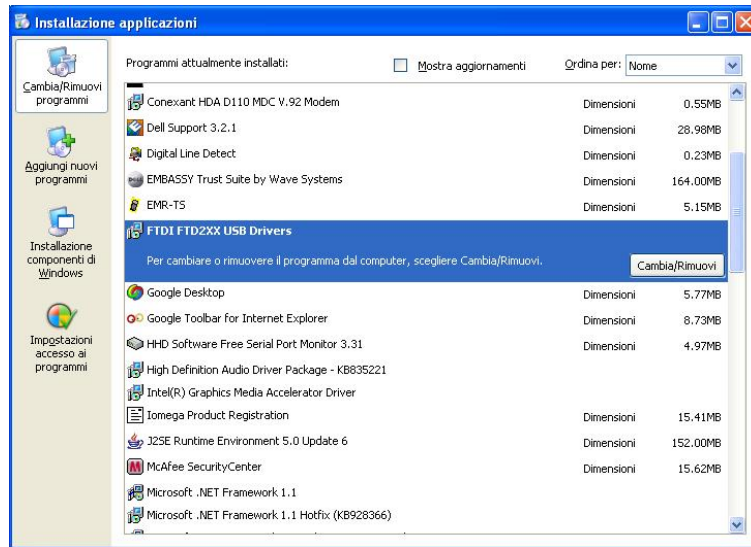 Installazione applicazioni
Cambia/Rimuovi programmi
Programmi attualmente installati:
Mostra aggiornamenti
Ordina per: Nome
Conexant HDA D110 MDC V.92 Modem Dimensioni 0.55MB
Dell Support 3.2.1 Dimensioni 28.98MB
Digital Line Detect Dimensioni 0.23MB
EMBASSY Trust Suite by Wave Systems Dimensioni 164.00MB
EMR-TS Dimensioni 5.15MB
FTDI FTD2XX USB Drivers
Per cambiare o rimuovere il programma dal computer, scegliere Cambia/Rimuovi.
Cambia/Rimuovi
Google Desktop Dimensioni 5.77MB
Google Toolbar for Internet Explorer Dimensioni 8.73MB
HHD Software Free Serial Port Monitor 3.31 Dimensioni 4.97MB
High Definition Audio Driver Package - KB835221
Intel(R) Graphics Media Accelerator Driver
Iomega Product Registration Dimensioni 15.41MB
J2SE Runtime Environment 5.0 Update 6 Dimensioni 152.00MB
McAfee SecurityCenter Dimensioni 15.62MB
Microsoft .NET Framework 1.1
Microsoft .NET Framework 1.1 Hotfix (KB928366)
Aggiungi nuovi
programmi
Installazione
componenti di
Windows
Impostazioni
accesso ai
programmi